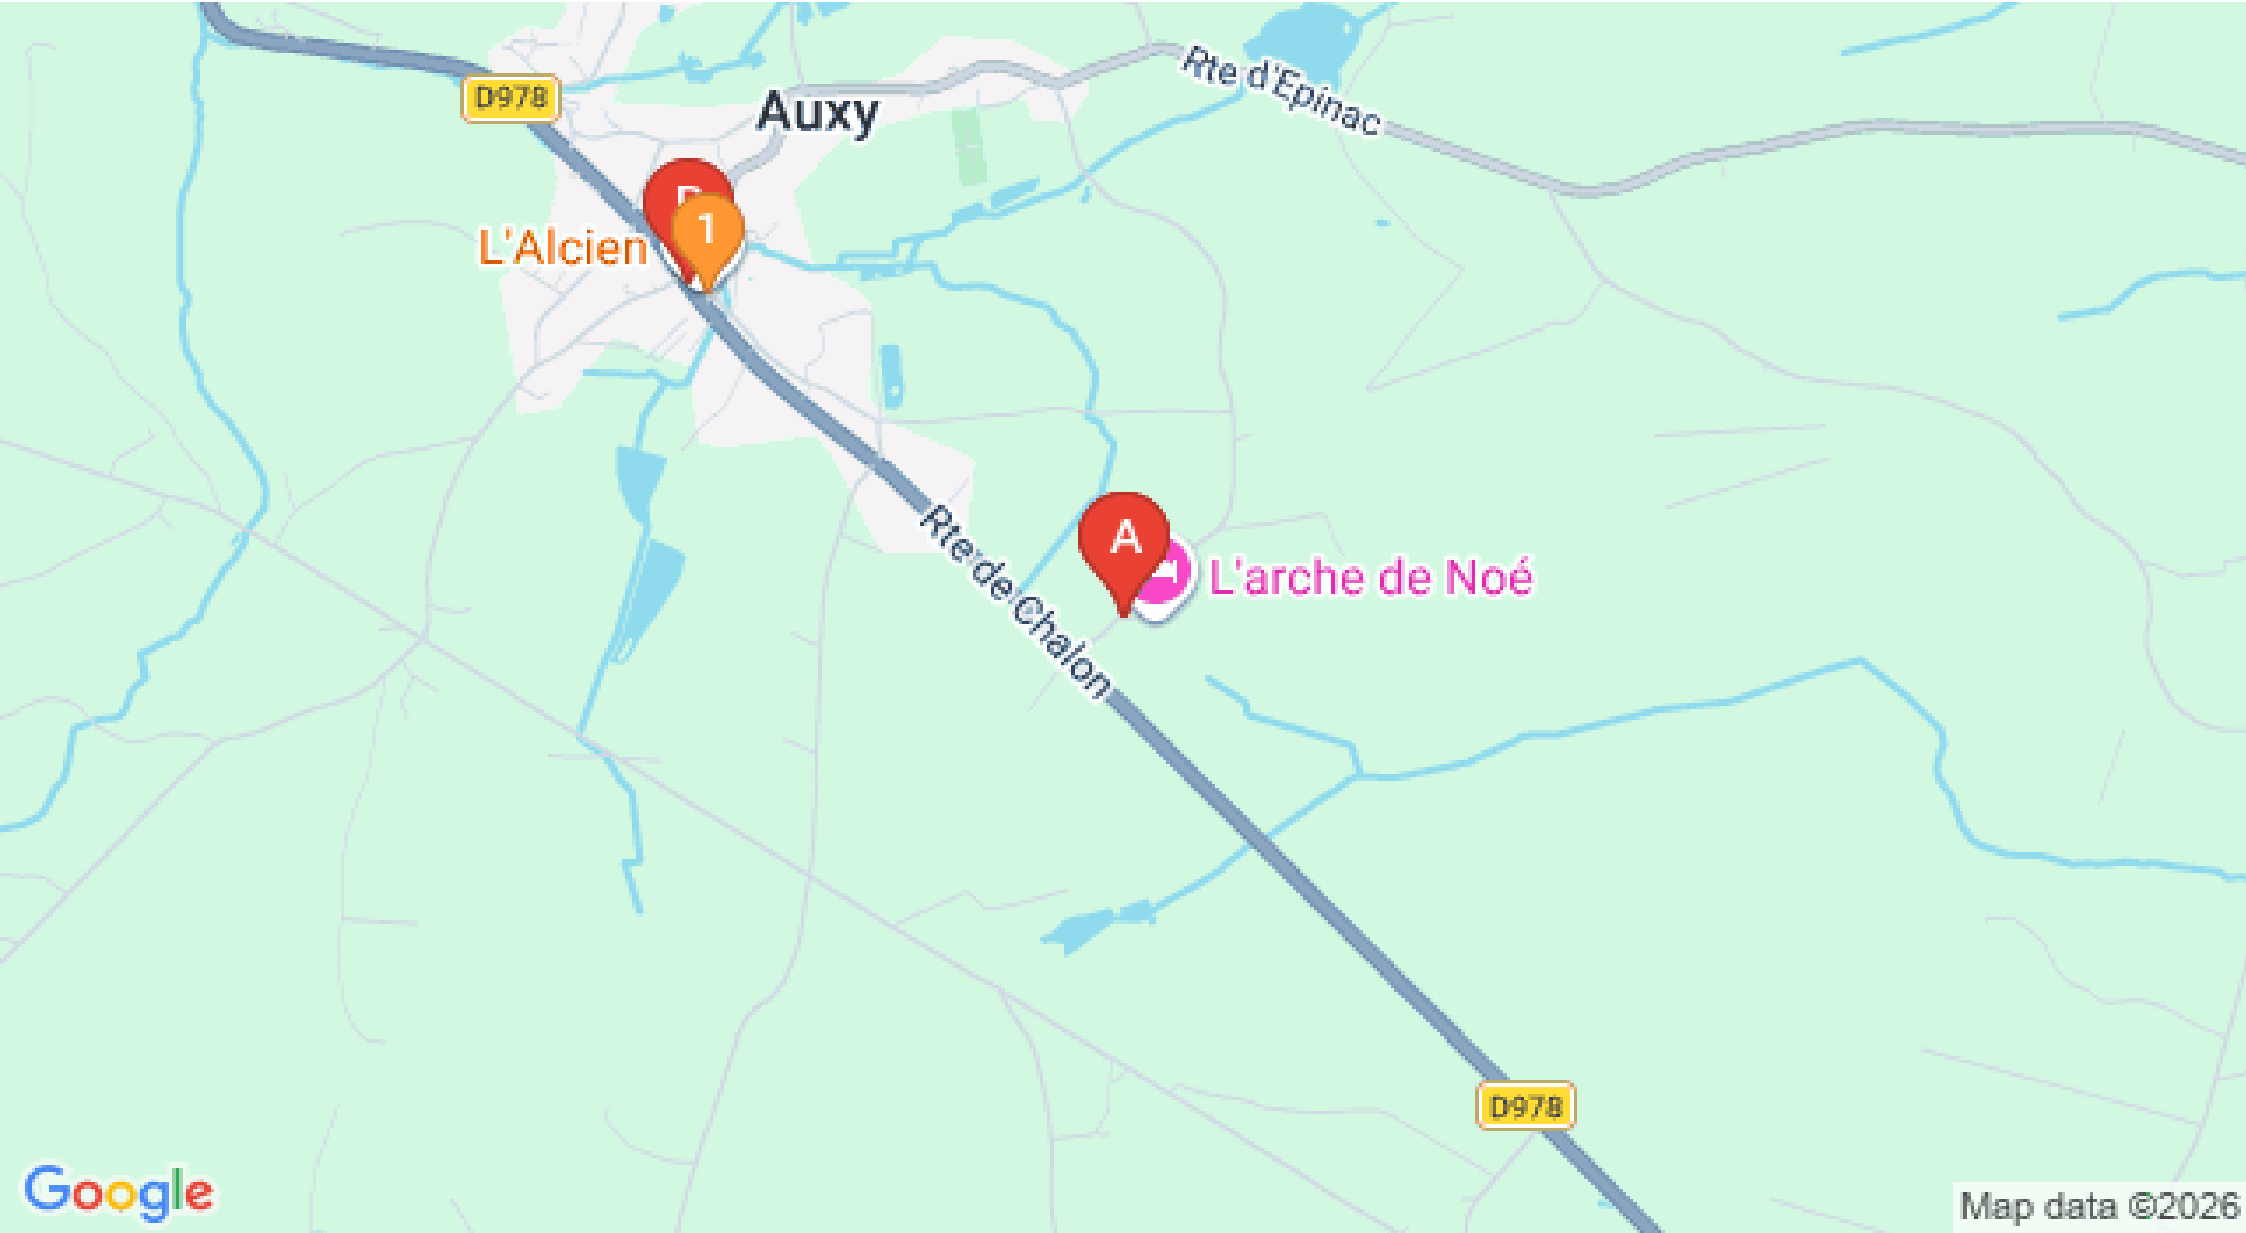 Rte d'Epinac
D978
Auxy
1
L'Alcien
Rte de Chalon
A
L'arche de Noé
D978
Google
Map data ©2026